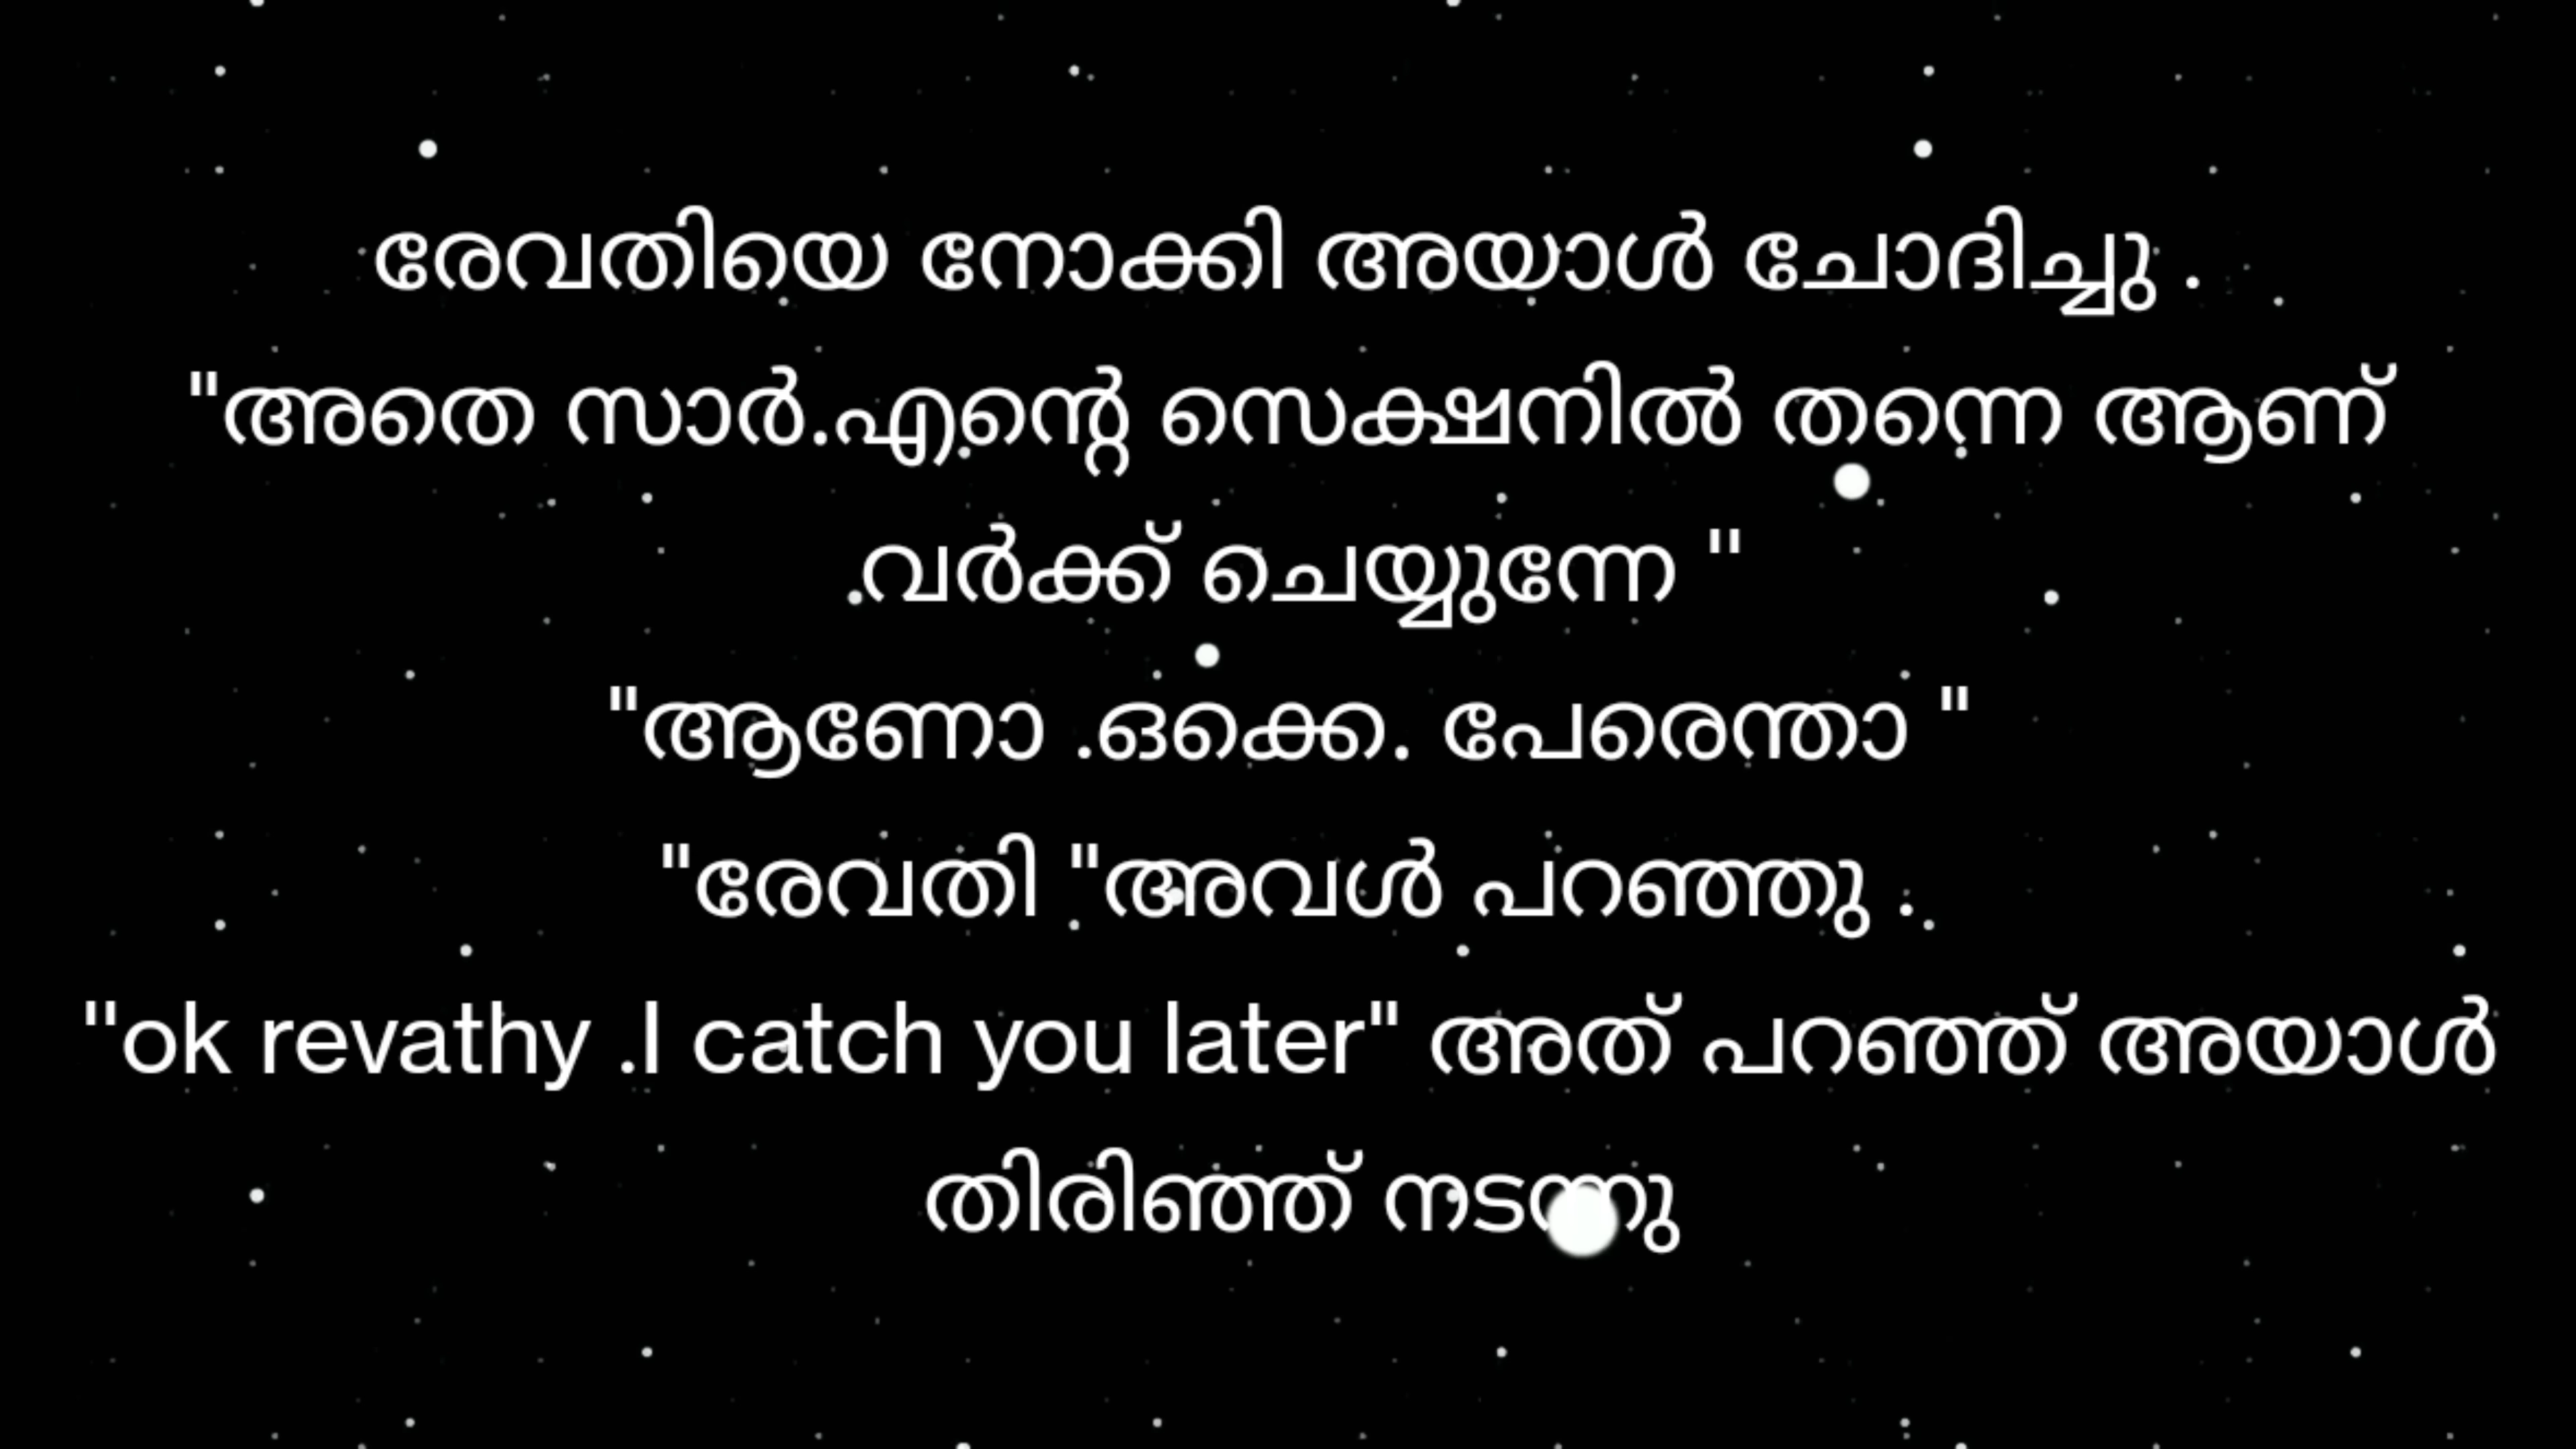 രേവതിയെ നോക്കി അയാൾ ചോദിച്ചു .
"അതെ സാർ.എന്റെ സെക്ഷനിൽ തന്നെ ആണ്
വർക്ക് ചെയ്യുന്നേ "
"ആണോ .ഒക്കെ. പേരെന്താ "
"രേവതി "അവൾ പറഞ്ഞു .
"ok revathy .I catch you later" അത് പറഞ്ഞ് അയാൾ
തിരിഞ്ഞ് നടന്നു